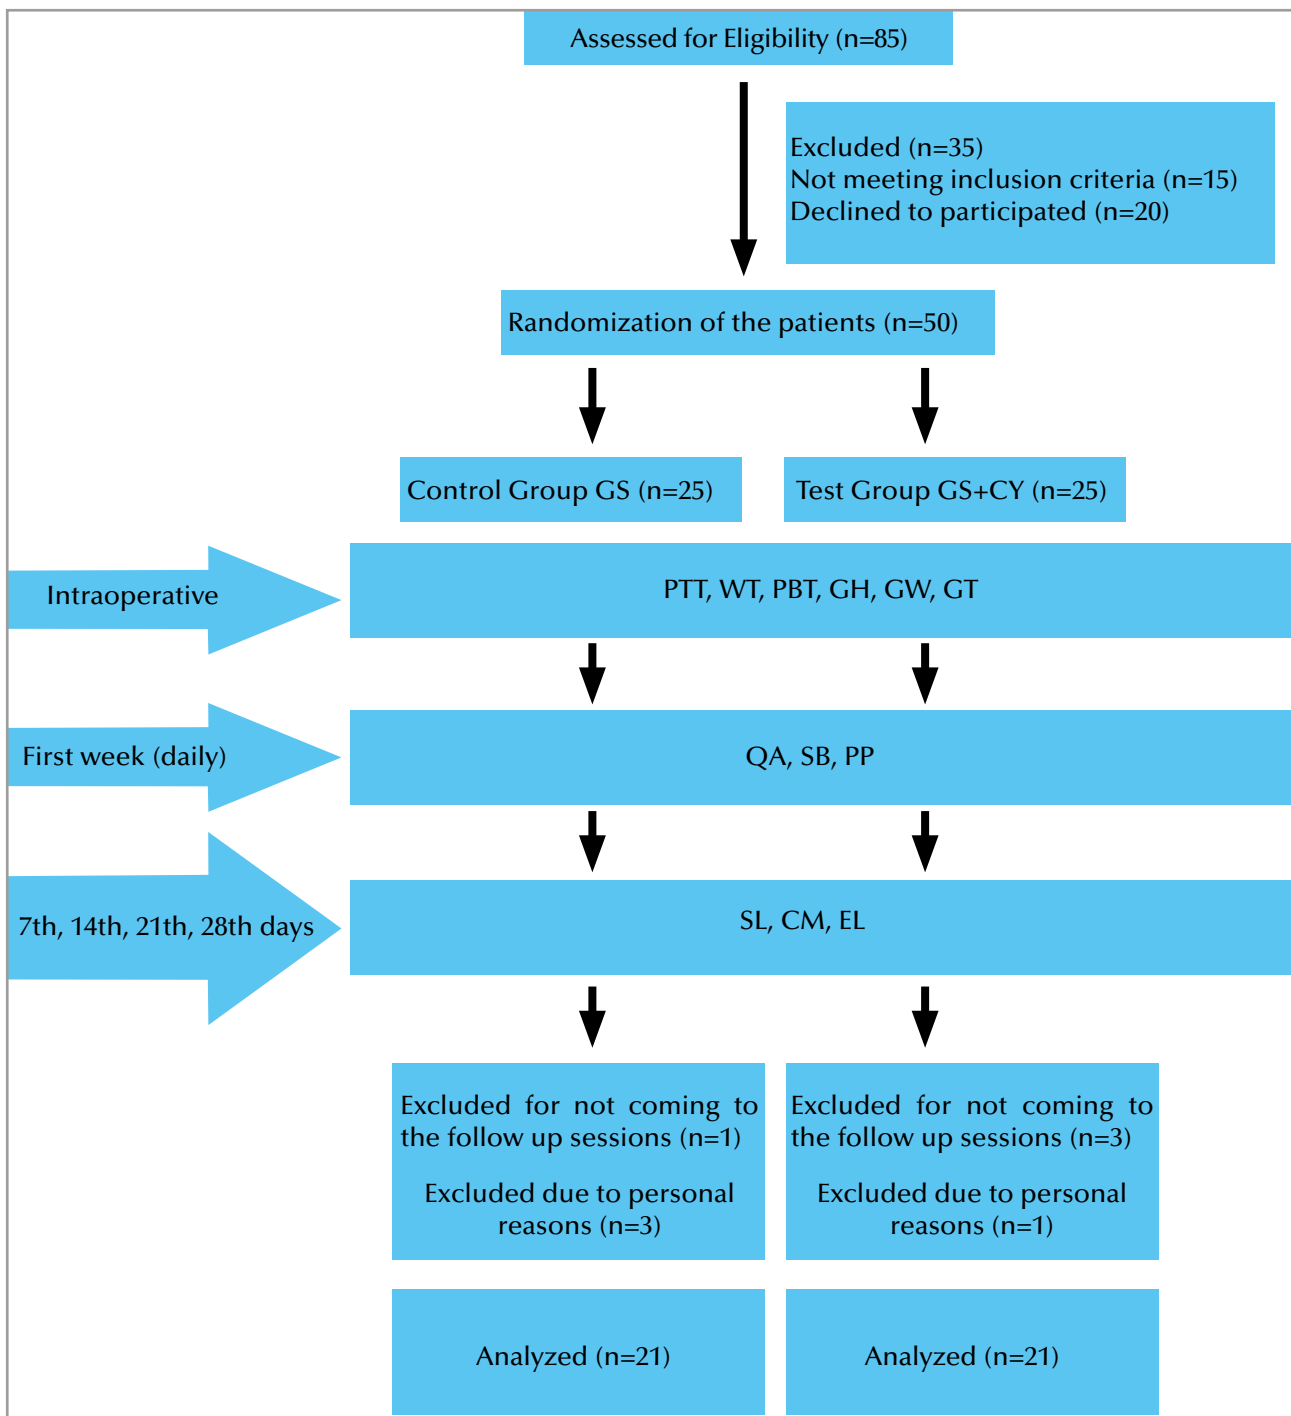 Assessed for Eligibility (n=85)
Excluded (n=35)
Not meeting inclusion criteria (n=15)
Declined to participated (n=20)
Randomization of the patients (n=50)
Control Group GS (n=25)
Test Group GS+CY (n=25)
Intraoperative
PTT, WT, PBT, GH, GW, GT
First week (daily)
QA, SB, PP
7th, 14th, 21th, 28th days
SL, CM, EL
Excluded for not coming to
the follow up sessions (n=1)
Excluded due to personal
reasons (n=3)
Excluded for not coming to
the follow up sessions (n=3)
Excluded due to personal
reasons (n=1)
Analyzed (n=21)
Analyzed (n=21)